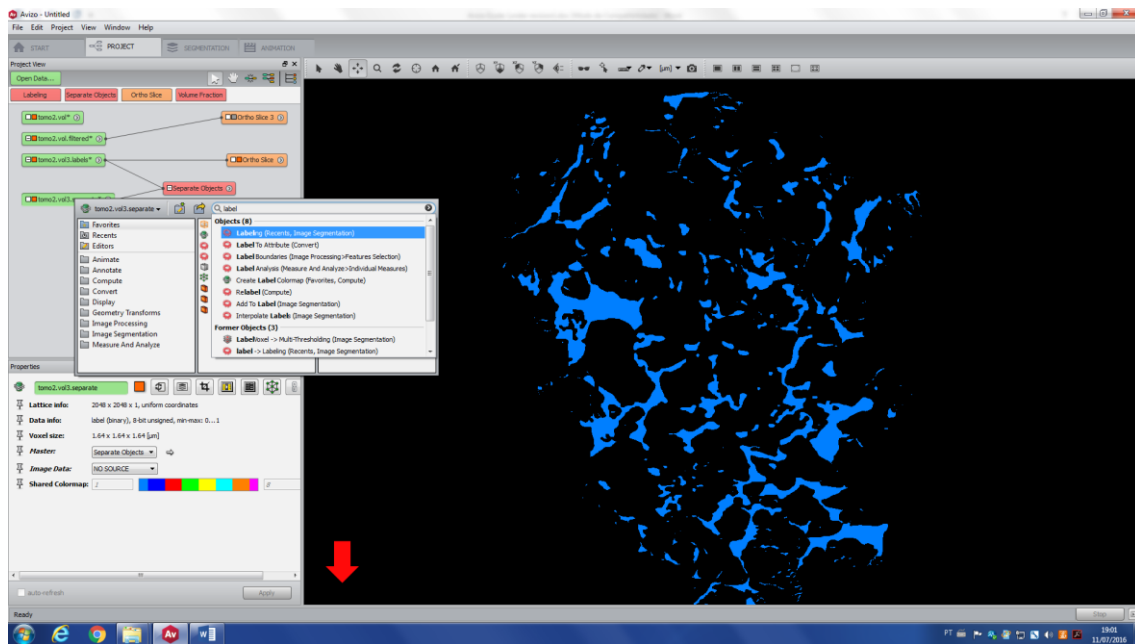 Avizo - Untitled
File Edit Project View Window Help
START PROJECT SEGMENTATION ANIMATION
Project View
Open Data...
Labeling Separate Objects Ortho Slice Volume Fraction
tomo2.vol* Ortho Slice 3
tomo2.vol.filtered*
tomo2.vol3.labels* Ortho Slice
Separate Objects
tomo2.vol3.separate label
Favorites
Recents
Editors
Animate
Annotate
Compute
Convert
Display
Geometry Transforms
Image Processing
Image Segmentation
Measure And Analyze
Objects (8)
Labeling (Recents, Image Segmentation)
Label To Attribute (Convert)
Label Boundaries (Image Processing>Features Selection)
Label Analysis (Measure And Analyze>Individual Measures)
Create Label Colormap (Favorites, Compute)
Relabel (Compute)
Add To Label (Image Segmentation)
Interpolate Labels (Image Segmentation)
Former Objects (3)
LabelVoxel -> Multi-Thresholding (Image Segmentation)
label -> Labeling (Recents, Image Segmentation)
Properties
tomo2.vol3.separate
Lattice info: 2048 x 2048 x 1, uniform coordinates
Data info: label (binary), 8-bit unsigned, min-max: 0...1
Voxel size: 1.64 x 1.64 x 1.64 [µm]
Master: Separate Objects
Image Data: NO SOURCE
Shared Colormap: 1 8
auto-refresh Apply
Ready Stop
PT 19:01
11/07/2016